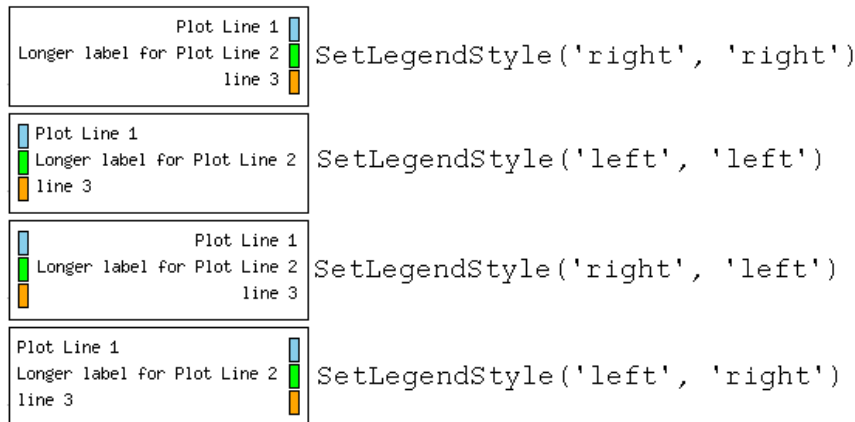 Plot Line 1
Longer label for Plot Line 2
line 3
SetLegendStyle('right', 'right')
Plot Line 1
Longer label for Plot Line 2
line 3
SetLegendStyle('left', 'left')
Plot Line 1
Longer label for Plot Line 2
line 3
SetLegendStyle('right', 'left')
Plot Line 1
Longer label for Plot Line 2
line 3
SetLegendStyle('left', 'right')